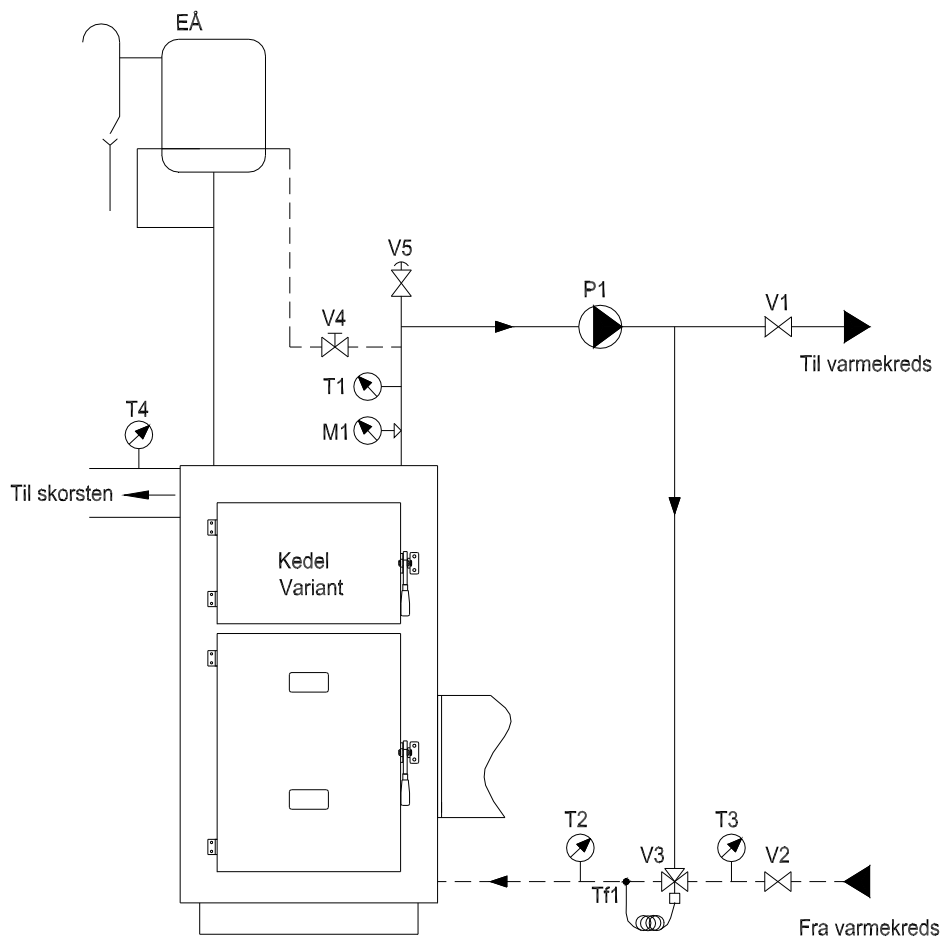 EÅ
V5
P1
V1
V4
Til varmekreds
T1
T4
M1
Til skorsten
Kedel
Variant
T2
T3
V3
V2
Tf1
Fra varmekreds